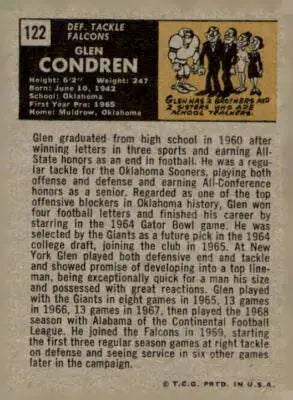 122
DEF. TACKLE
FALCONS
GLEN
CONDREN
Height: 6'2" Weight: 247
Born: June 10, 1942
School: Oklahoma
First Year Pro: 1965
Home: Muldrow, Oklahoma
GLEN HAS 2 BROTHERS AND
2 SISTERS WHO ARE
SCHOOL TEACHERS.
Glen graduated from high school in 1960 after
winning letters in three sports and earning All-
State honors as an end in football. He was a regu-
lar tackle for the Oklahoma Sooners, playing both
offense and defense and earning All-Conference
honors as a senior. Regarded as one of the top
offensive blockers in Oklahoma history, Glen won
four football letters and finished his career by
starring in the 1964 Gator Bowl game. He was
selected by the Giants as a future pick in the 1964
college draft, joining the club in 1965. At New
York Glen played both defensive end and tackle
and showed promise of developing into a top line-
man, being exceptionally quick for a man his size
and possessed with great reactions. Glen played
with the Giants in eight games in 1965, 13 games
in 1966, 13 games in 1967, then played the 1968
season with Alabama of the Continental Football
League. He joined the Falcons in 1969, starting
the first three regular season games at right tackle
on defense and seeing service in six other games
later in the campaign.
© T.C.G. PRTD. IN U.S.A.